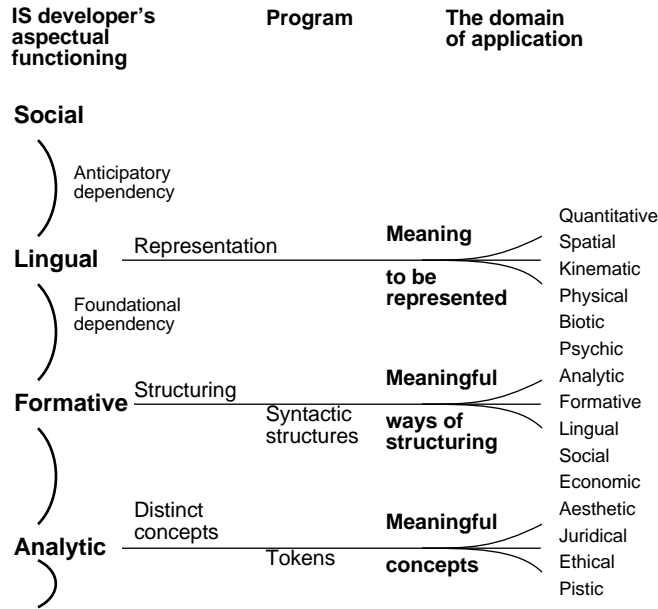 IS developer's
aspectual
functioning
Program
The domain
of application
Social
Anticipatory
dependency
Lingual
Representation
Meaning
to be
represented
Foundational
dependency
Formative
Structuring
Syntactic
structures
Meaningful
ways of
structuring
Analytic
Distinct
concepts
Tokens
Meaningful
concepts
Quantitative
Spatial
Kinematic
Physical
Biotic
Psychic
Analytic
Formative
Lingual
Social
Economic
Aesthetic
Juridical
Ethical
Pistic